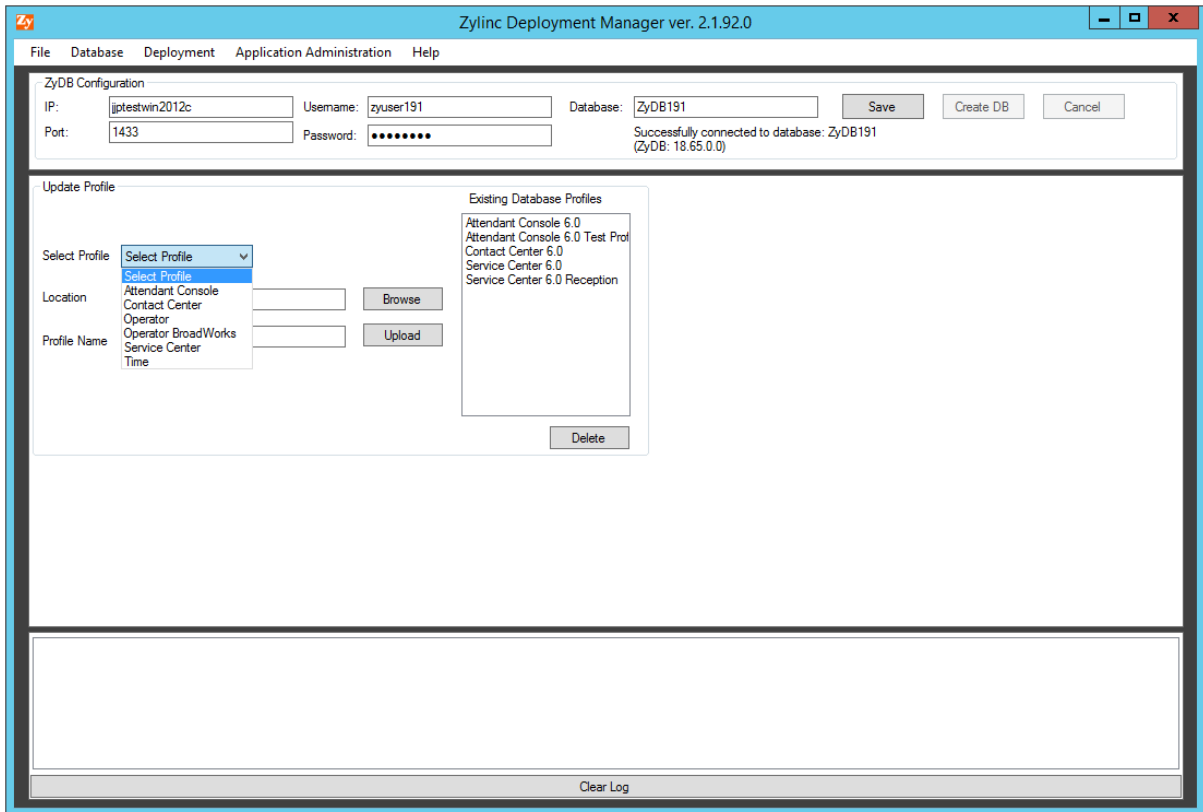 Zy
Zylinc Deployment Manager ver. 2.1.92.0
X
File Database Deployment Application Administration Help
ZyDB Configuration
IP: jjptestwin2012c Username: zyuser191 Database: ZyDB191 Save Create DB Cancel
Port: 1433 Password: ●●●●●●●● Successfully connected to database: ZyDB191
(ZyDB: 18.65.0.0)
Update Profile
Existing Database Profiles
Attendant Console 6.0
Attendant Console 6.0 Test Prof
Contact Center 6.0
Service Center 6.0
Service Center 6.0 Reception
Select Profile Select Profile
Select Profile
Attendant Console
Contact Center
Operator
Operator BroadWorks
Service Center
Time
Location Browse
Profile Name Upload
Delete
Clear Log